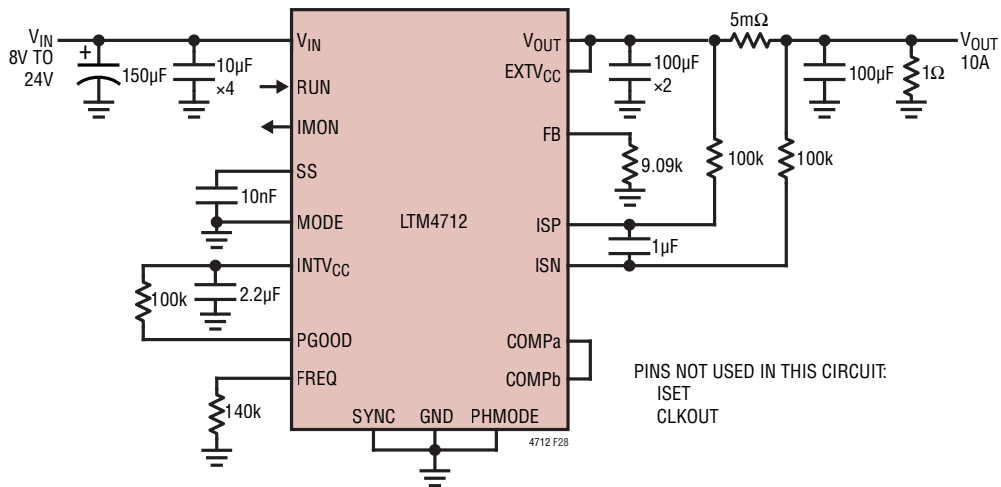 VIN
8V TO
24V
150µF
10µF
×4
VIN
RUN
IMON
SS
10nF
MODE
INTVCC
100k
2.2µF
PGOOD
FREQ
140k
SYNC
GND
PHMODE
LTM4712
VOUT
EXTVCC
FB
ISP
ISN
COMPa
COMPb
100µF
×2
9.09k
5mΩ
100k
100k
1µF
100µF
1Ω
VOUT
10A
+
PINS NOT USED IN THIS CIRCUIT:
ISET
CLKOUT
4712 F28